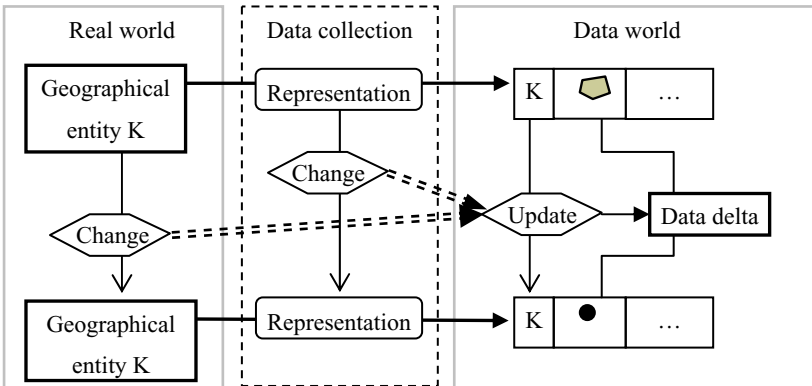 Real world
Data collection
Data world
Geographical
entity K
Representation
K
…
Change
Change
Update
Data delta
Geographical
entity K
Representation
K
…